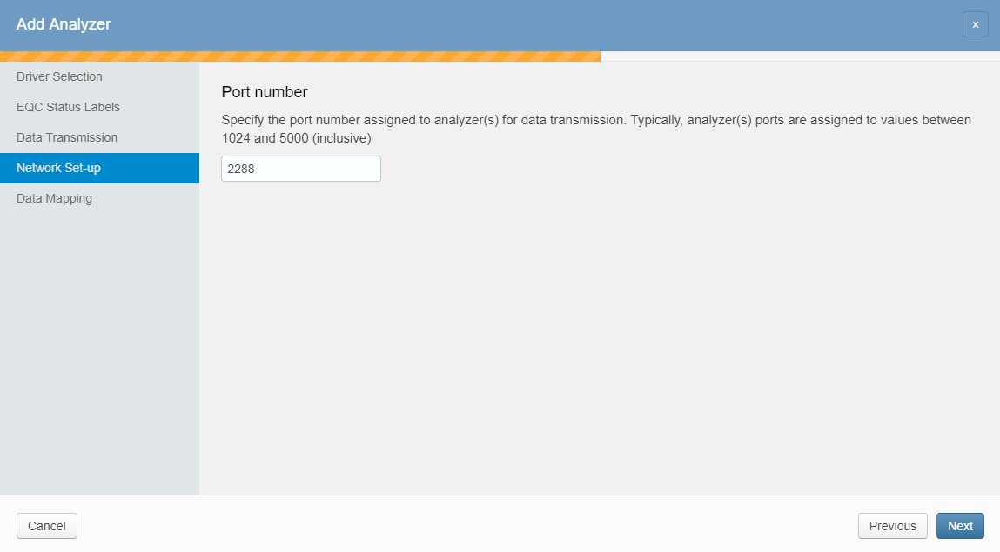 Add Analyzer
x
Driver Selection
EQC Status Labels
Data Transmission
Network Set-up
Data Mapping
Port number
Specify the port number assigned to analyzer(s) for data transmission. Typically, analyzer(s) ports are assigned to values between
1024 and 5000 (inclusive)
2288
Cancel
Previous
Next